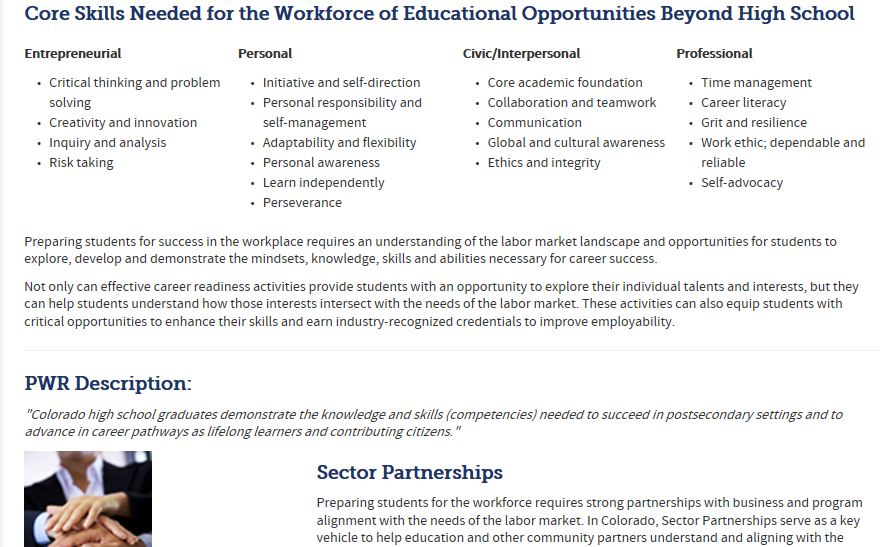 Core Skills Needed for the Workforce of Educational Opportunities Beyond High School
Entrepreneurial
• Critical thinking and problem
solving
• Creativity and innovation
• Inquiry and analysis
• Risk taking
Personal
• Initiative and self-direction
• Personal responsibility and
self-management
• Adaptability and flexibility
• Personal awareness
• Learn independently
• Perseverance
Civic/Interpersonal
• Core academic foundation
• Collaboration and teamwork
• Communication
• Global and cultural awareness
• Ethics and integrity
Professional
• Time management
• Career literacy
• Grit and resilience
• Work ethic; dependable and
reliable
• Self-advocacy
Preparing students for success in the workplace requires an understanding of the labor market landscape and opportunities for students to
explore, develop and demonstrate the mindsets, knowledge, skills and abilities necessary for career success.
Not only can effective career readiness activities provide students with an opportunity to explore their individual talents and interests, but they
can help students understand how those interests intersect with the needs of the labor market. These activities can also equip students with
critical opportunities to enhance their skills and earn industry-recognized credentials to improve employability.
PWR Description:
"Colorado high school graduates demonstrate the knowledge and skills (competencies) needed to succeed in postsecondary settings and to
advance in career pathways as lifelong learners and contributing citizens."
Sector Partnerships
Preparing students for the workforce requires strong partnerships with business and program
alignment with the needs of the labor market. In Colorado, Sector Partnerships serve as a key
vehicle to help education and other community partners understand and aligning with the